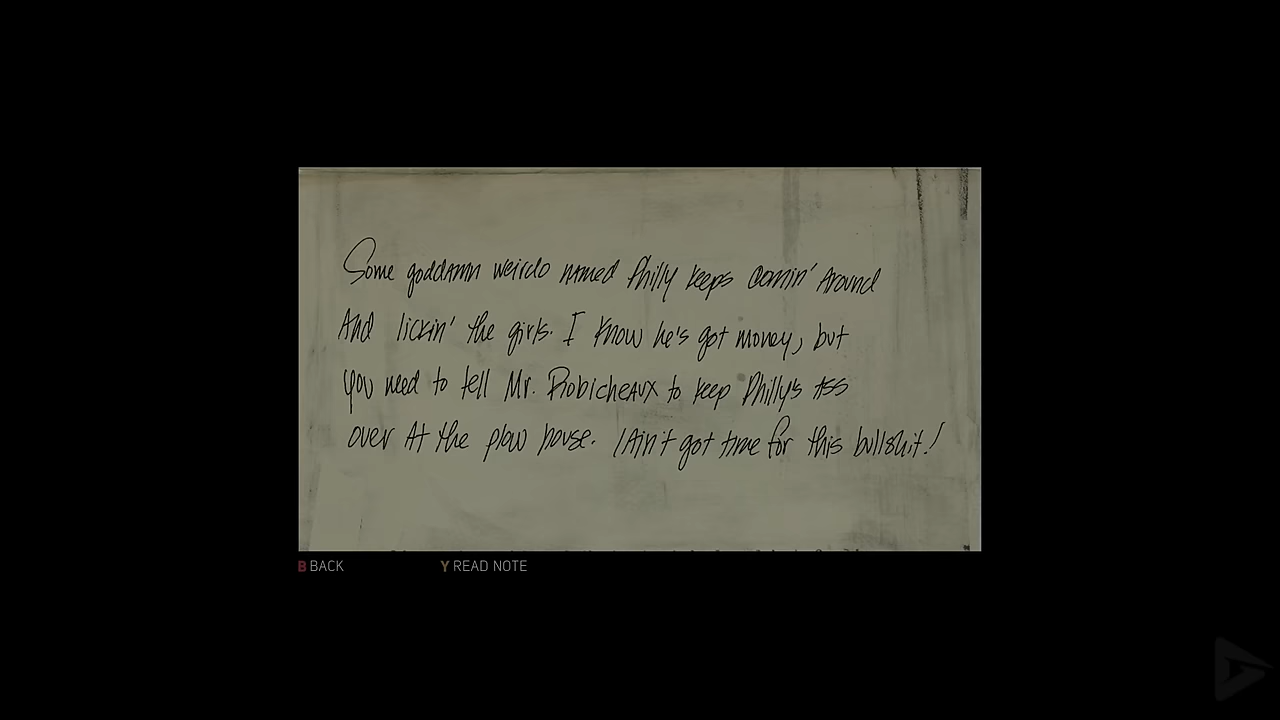 Some goddamn weirdo named Philly keeps comin' around
And lickin' the girls. I know he's got money, but
you need to tell Mr. Robicheaux to keep Philly's ass
over at the plow house. I ain't got time for this bullshit!
B BACK
Y READ NOTE